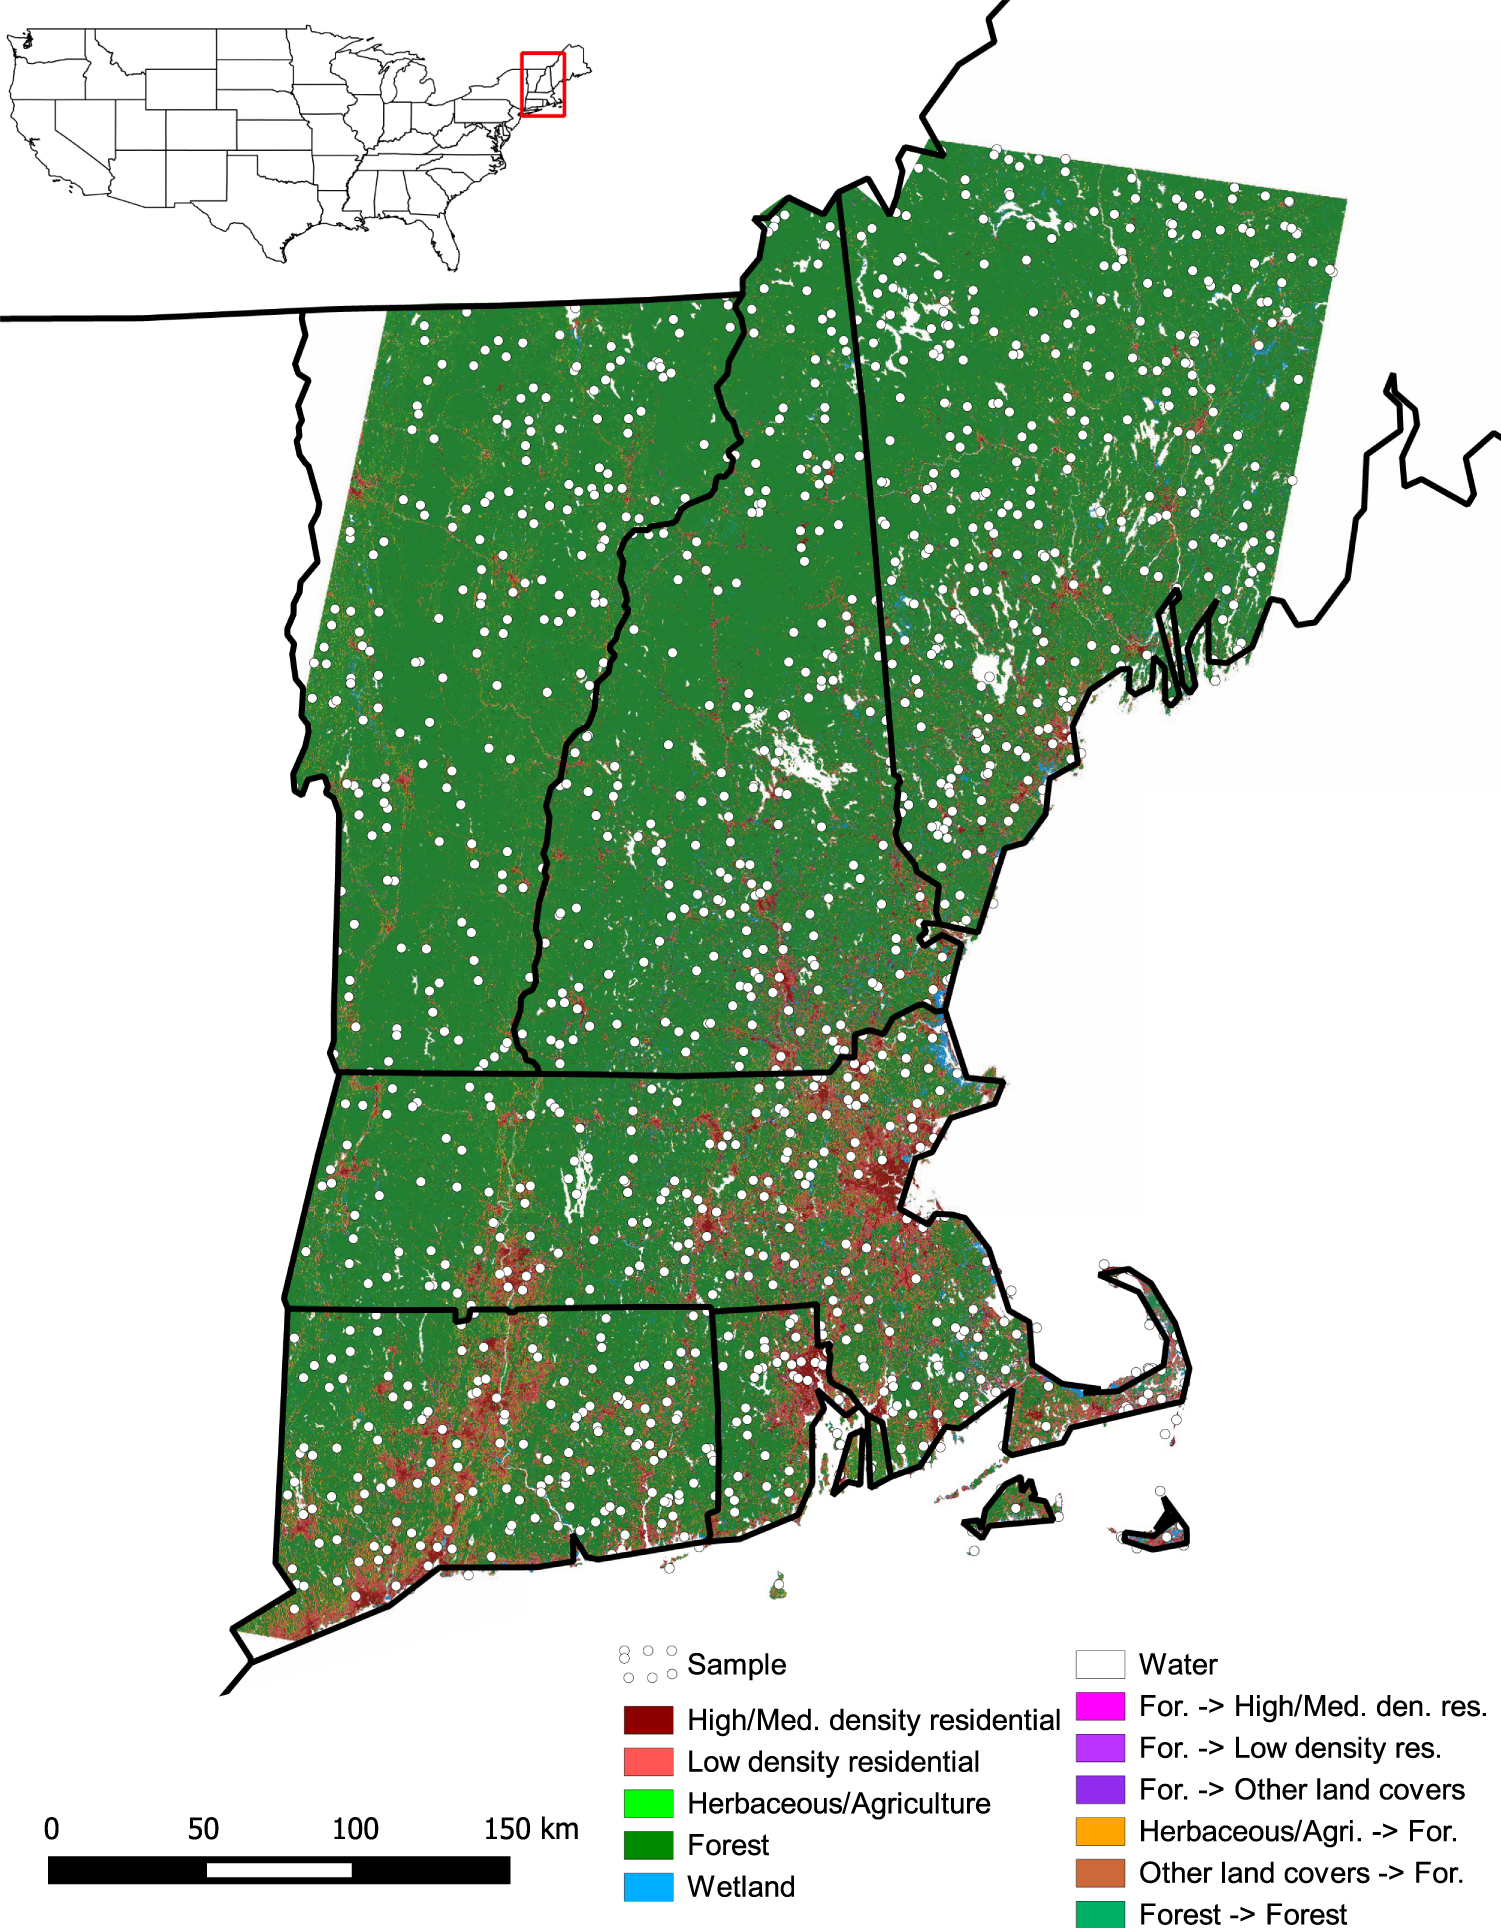 Sample
High/Med. density residential
Low density residential
Herbaceous/Agriculture
Forest
Wetland
Water
For. -> High/Med. den. res.
For. -> Low density res.
For. -> Other land covers
Herbaceous/Agri. -> For.
Other land covers -> For.
Forest -> Forest
0 50 100 150 km